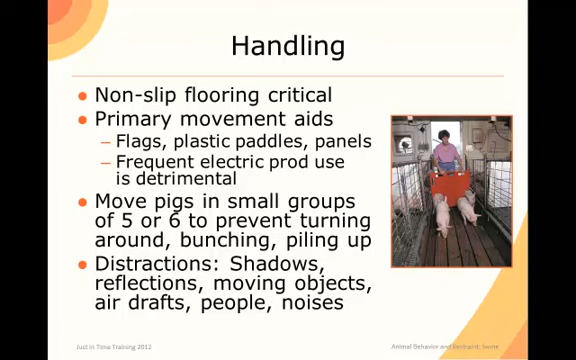 Handling
Non-slip flooring critical
Primary movement aids
– Flags, plastic paddles, panels
– Frequent electric prod use
is detrimental
Move pigs in small groups
of 5 or 6 to prevent turning
around, bunching, piling up
Distractions: Shadows,
reflections, moving objects,
air drafts, people, noises
Just In Time Training 2012
Animal Behavior and Restraint: Swine